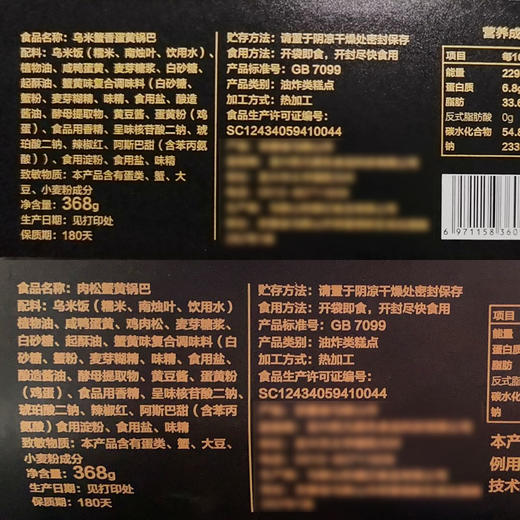 食品名称：乌米蟹香蛋黄锅巴
配料：乌米饭（糯米、南烛叶、饮用水）
植物油、咸鸭蛋黄、麦芽糖浆、白砂糖、
起酥油、蟹黄味复合调味料（白砂糖、
蟹粉、麦芽糊精、味精、食用盐、酿造
酱油、酵母提取物、黄豆酱、蛋黄粉（鸡
蛋）、食品用香精、呈味核苷酸二钠、琥
珀酸二钠、辣椒红、阿斯巴甜（含苯丙氨
酸））、食用淀粉、食用盐、味精
致敏物质：本产品含有蛋类、蟹、大
豆、小麦粉成分
净含量：368g
生产日期：见打印处
保质期：180天
贮存方法：请置于阴凉干燥处密封保存
食用方法：开袋即食，开封尽快食用
产品标准号：GB 7099
产品类别：油炸类糕点
加工方式：热加工
食品生产许可证编号：
SC12434059410044
营养成
项目 每10
能量 229
蛋白质 6.8g
脂肪 33.6
反式脂肪酸 0g
碳水化合物 54.8
钠 233
6 971158 360
食品名称：肉松蟹黄锅巴
配料：乌米饭（糯米、南烛叶、饮用水）
植物油、咸鸭蛋黄、鸡肉松、麦芽糖浆、
白砂糖、起酥油、蟹黄味复合调味料（白
砂糖、蟹粉、麦芽糊精、味精、食用盐、
酿造酱油、酵母提取物、黄豆酱、蛋黄粉
（鸡蛋）、食品用香精、呈味核苷酸二钠、
琥珀酸二钠、辣椒红、阿斯巴甜（含苯丙
氨酸）食用淀粉、食用盐、味精
致敏物质：本产品含有蛋类、蟹、大豆、
小麦粉成分
净含量：368g
生产日期：见打印处
保质期：180天
贮存方法：请置于阴凉干燥处密封保存
食用方法：开袋即食，开封尽快食用
产品标准号：GB 7099
产品类别：油炸类糕点
加工方式：热加工
食品生产许可证编号：
SC12434059410044
项目
能量
蛋白质
脂肪
反式脂
碳水化
钠
本产
例用
技术